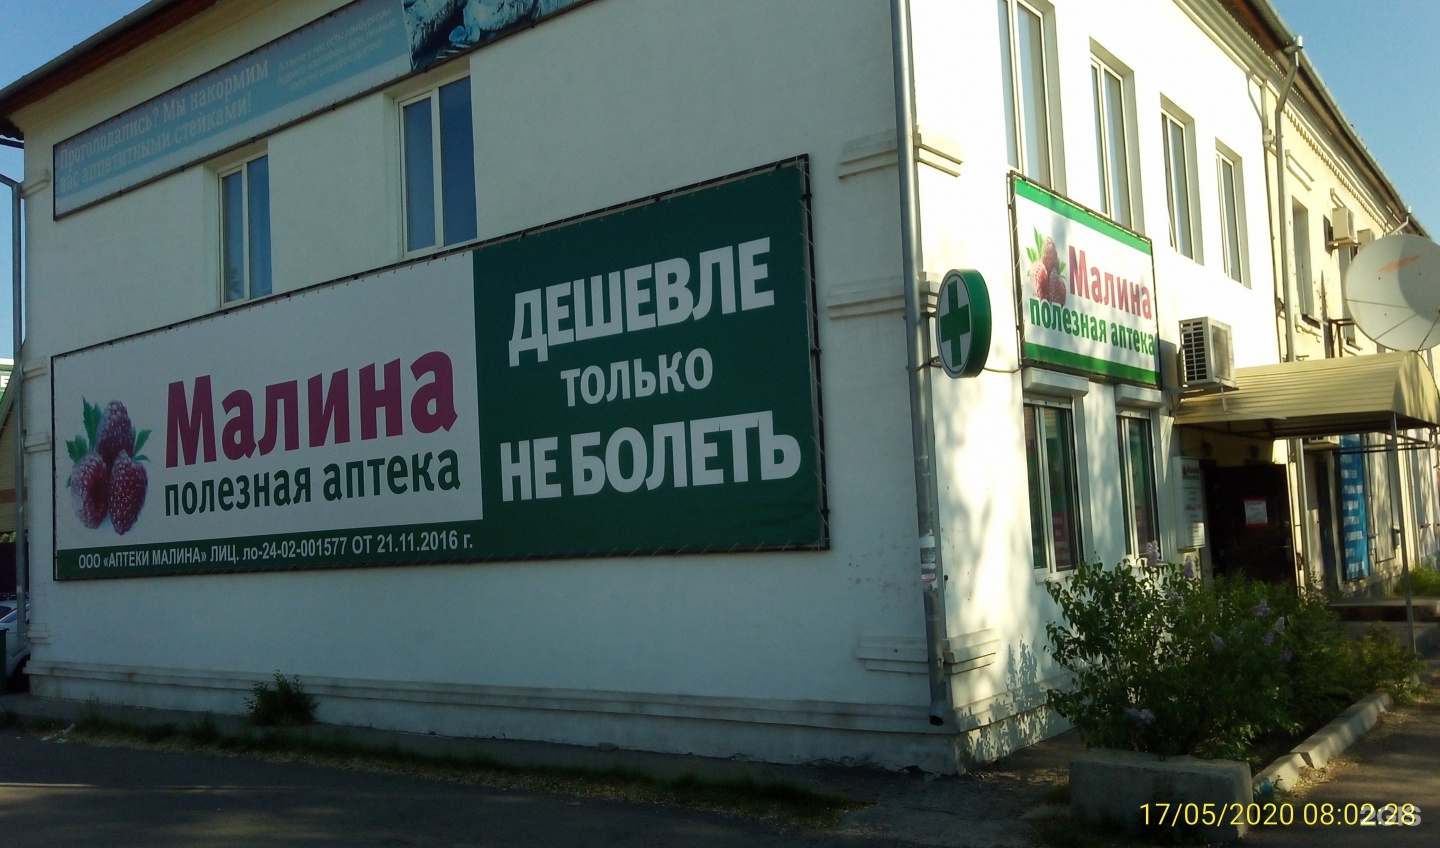 Проголодались? Мы накормим
вас аппетитными стейками!
Малина
полезная аптека
ДЕШЕВЛЕ
ТОЛЬКО
НЕ БОЛЕТЬ
ООО «АПТЕКИ МАЛИНА» ЛИЦ. ло-24-02-001577 ОТ 21.11.2016 г.
Малина
полезная аптека
17/05/2020 08:02:28
2GIS